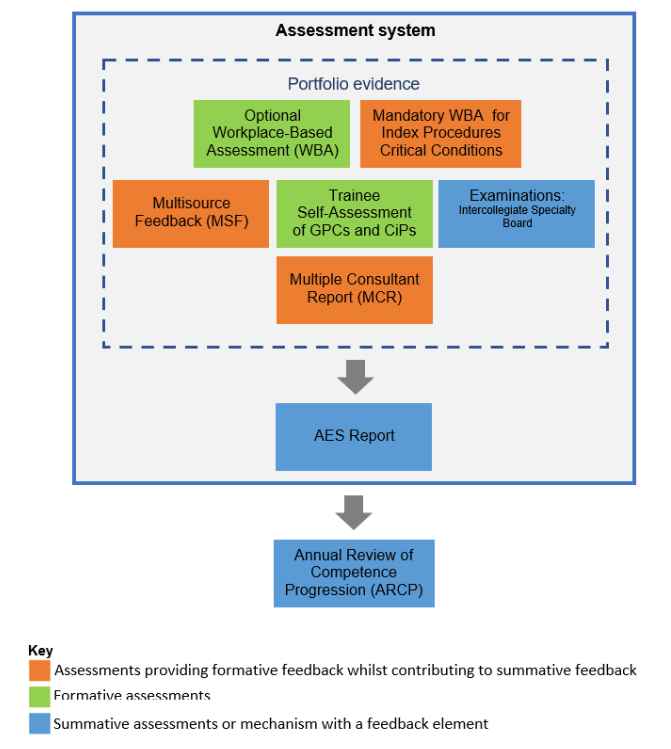 Assessment system
Portfolio evidence
Optional
Workplace-Based
Assessment (WBA)
Mandatory WBA for
Index Procedures
Critical Conditions
Multisource
Feedback (MSF)
Trainee
Self-Assessment
of GPCs and CiPs
Examinations:
Intercollegiate Specialty
Board
Multiple Consultant
Report (MCR)
AES Report
Annual Review of
Competence
Progression (ARCP)
Key
Assessments providing formative feedback whilst contributing to summative feedback
Formative assessments
Summative assessments or mechanism with a feedback element